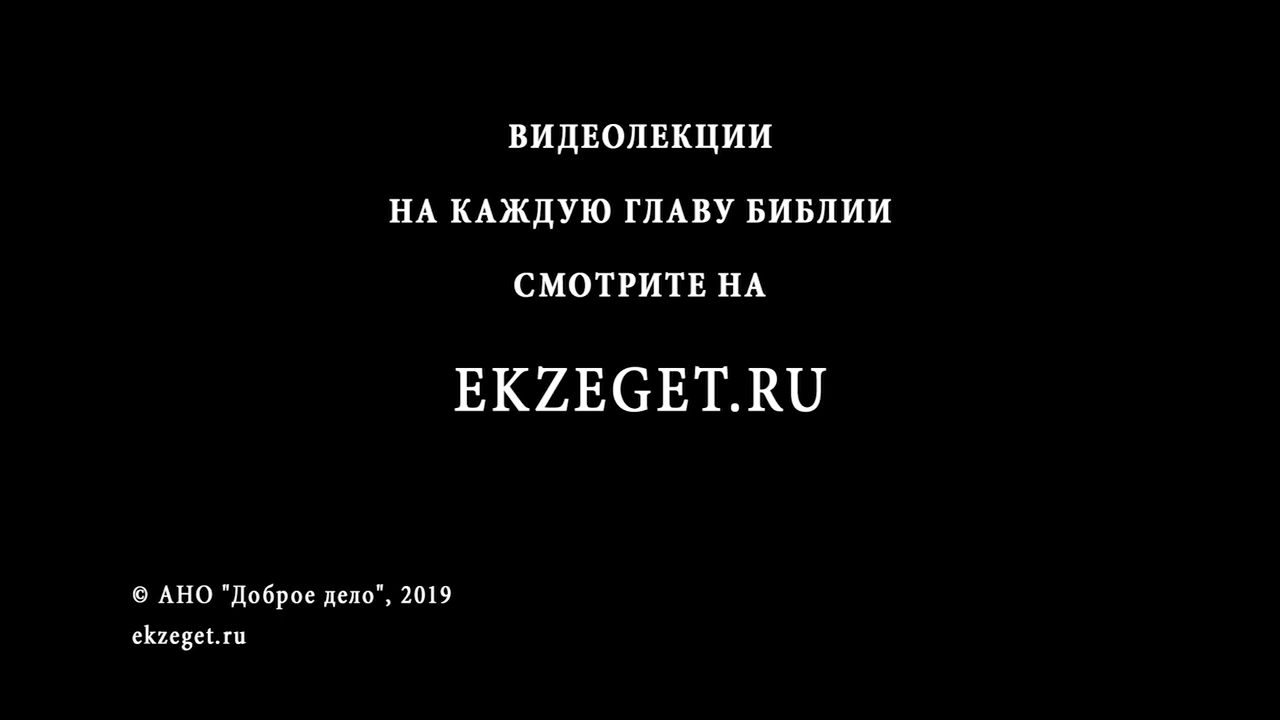 ВИДЕОЛЕКЦИИ
НА КАЖДУЮ ГЛАВУ БИБЛИИ
СМОТРИТЕ НА
EKZEGET.RU
© АНО "Доброе дело", 2019
ekzeget.ru